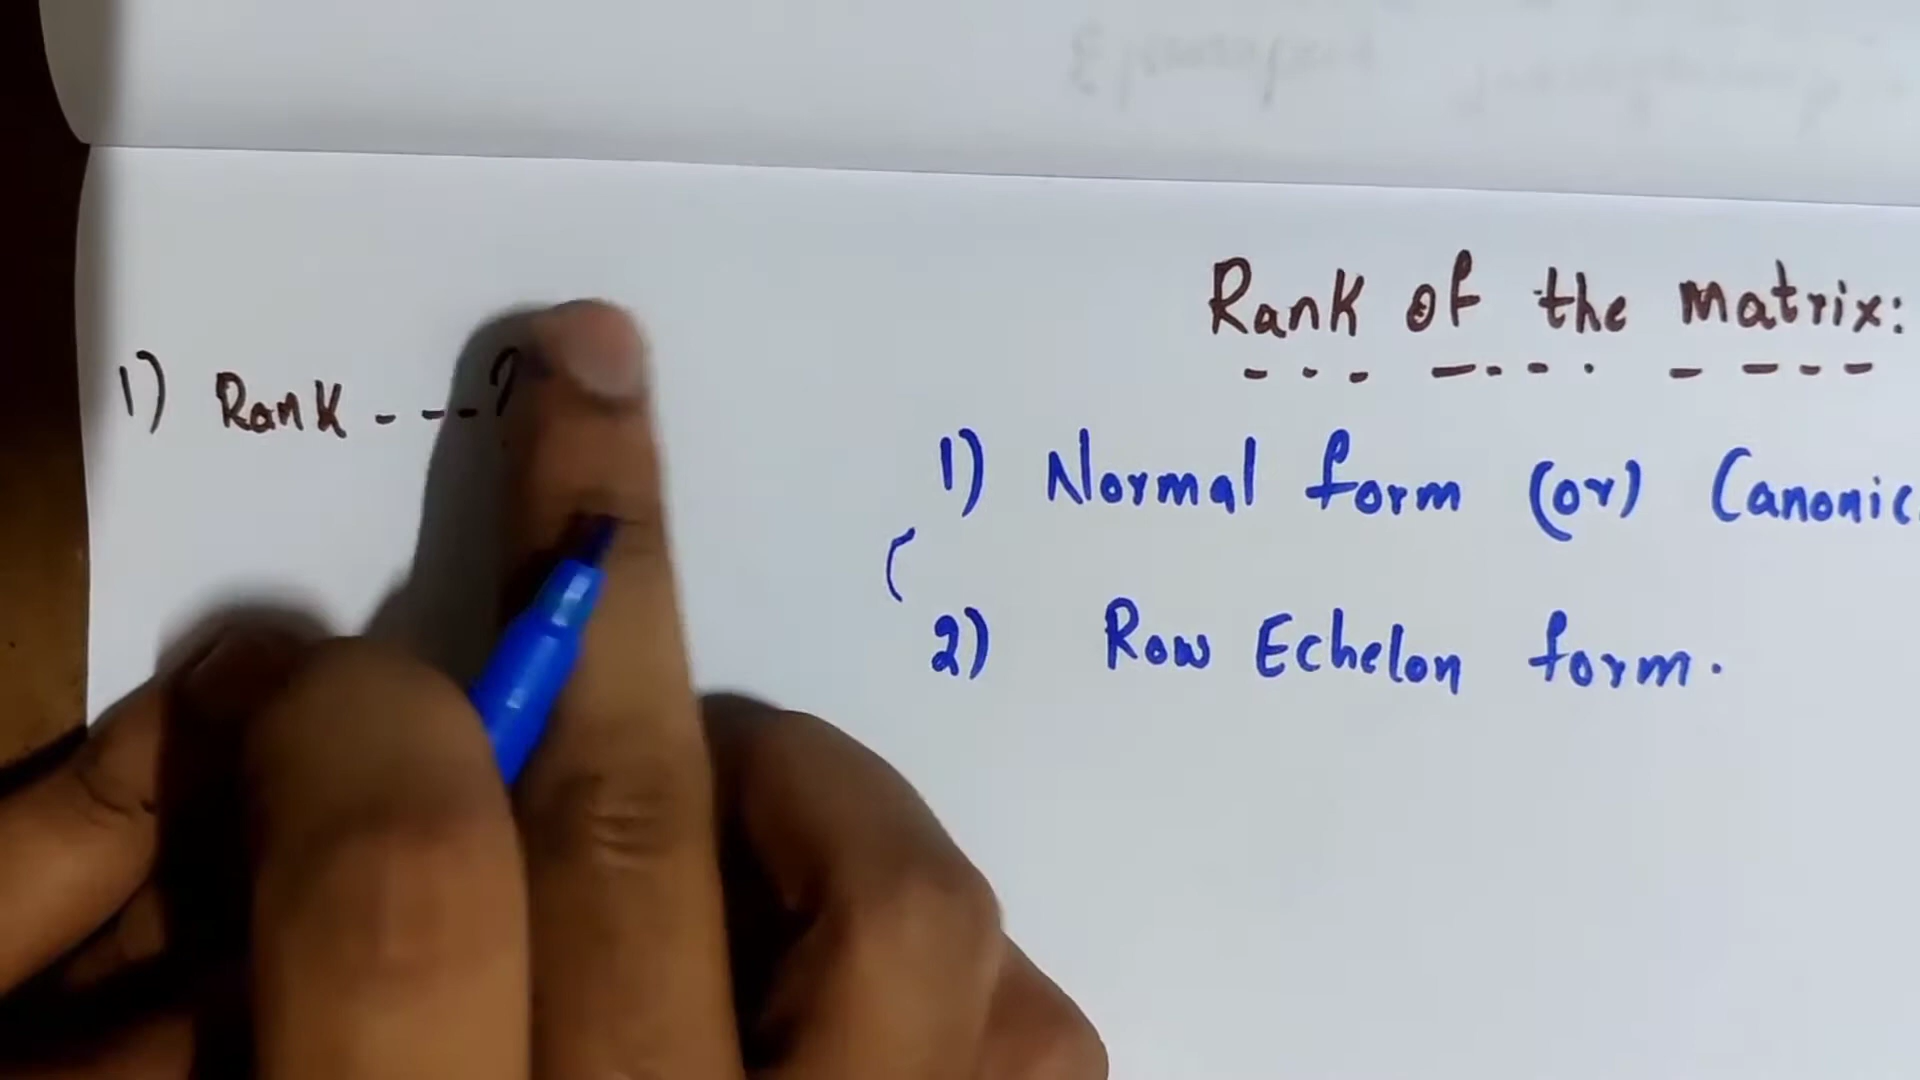 Rank of the Matrix:
1) Rank - - - ?
1) Normal form (or) Canonic
2) Row Echelon form.